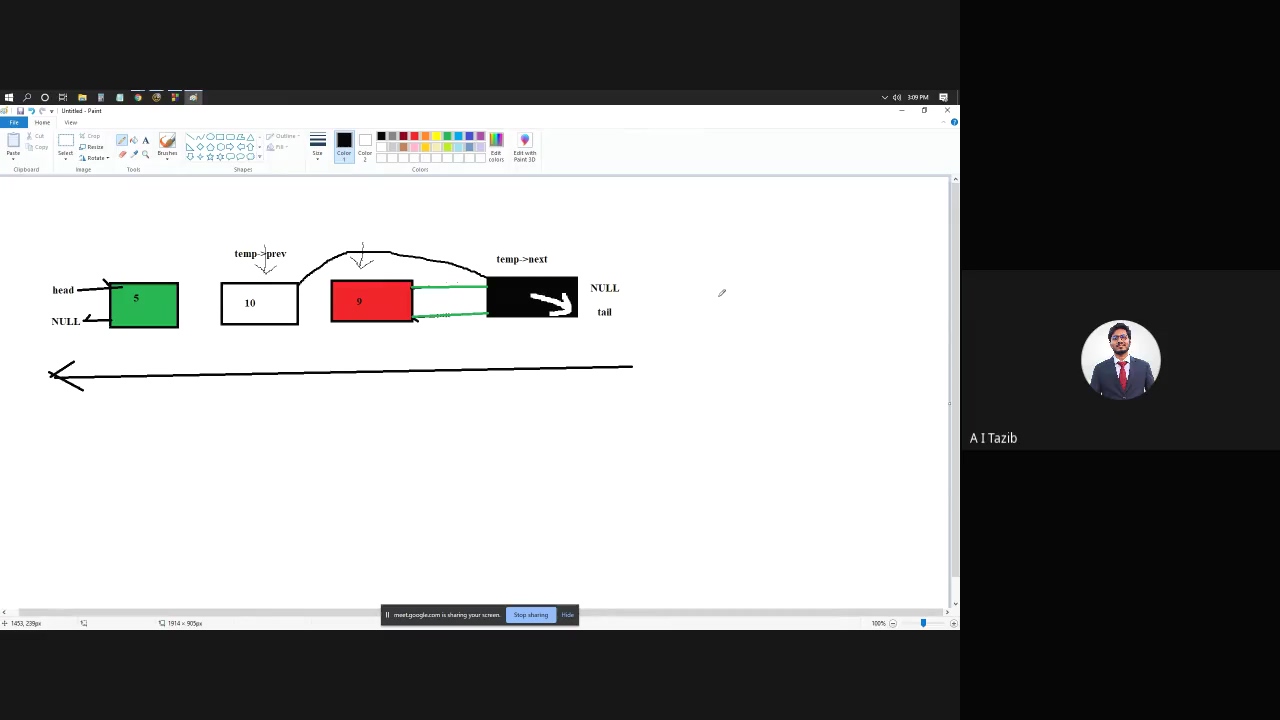 3:09 PM
Untitled - Paint
File Home View
Paste
Cut
Copy
Clipboard
Select
Crop
Resize
Rotate
Image
A
Tools
Brushes
Outline
Fill
Shapes
Size
Color
1
Color
2
Edit
colors
Edit with
Paint 3D
Colors
temp->prev
temp->next
head
5
10
9
NULL
NULL
tail
A I Tazib
meet.google.com is sharing your screen. Stop sharing Hide
1453, 239px
1914 × 905px
100%